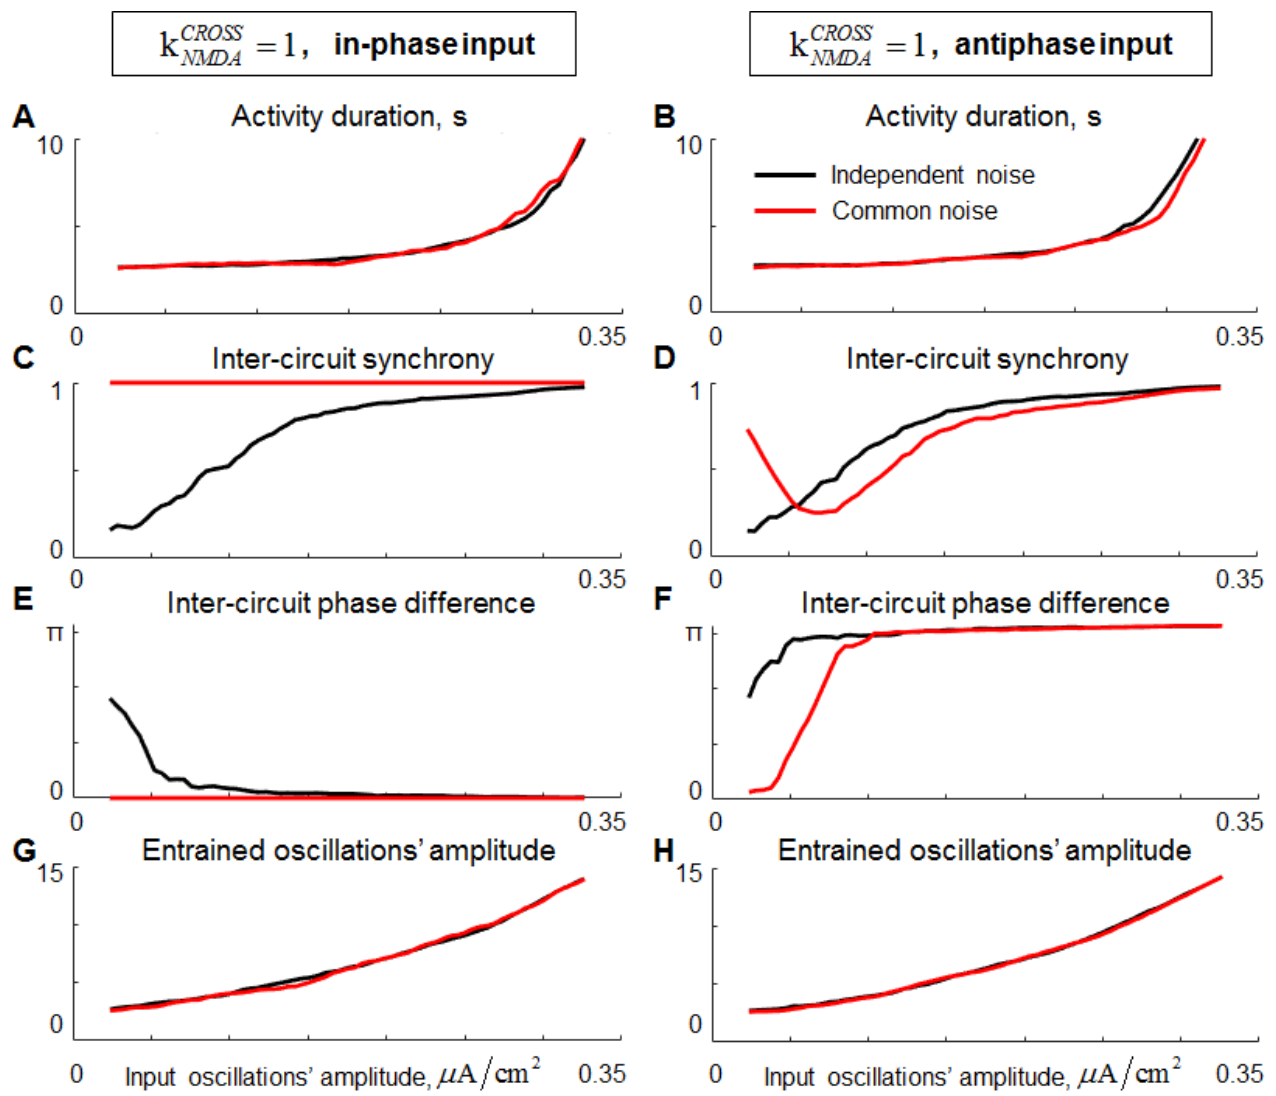 k_{NMDA}^{CROSS} = 1, in-phase input
k_{NMDA}^{CROSS} = 1, antiphase input
A Activity duration, s
10
0
0 0.35
B Activity duration, s
10
Independent noise
Common noise
0
0 0.35
C Inter-circuit synchrony
1
0
0 0.35
D Inter-circuit synchrony
1
0
0 0.35
E Inter-circuit phase difference
π
0
0 0.35
F Inter-circuit phase difference
π
0
0 0.35
G Entrained oscillations’ amplitude
15
0
0 Input oscillations’ amplitude, μA/cm² 0.35
H Entrained oscillations’ amplitude
15
0
0 Input oscillations’ amplitude, μA/cm² 0.35